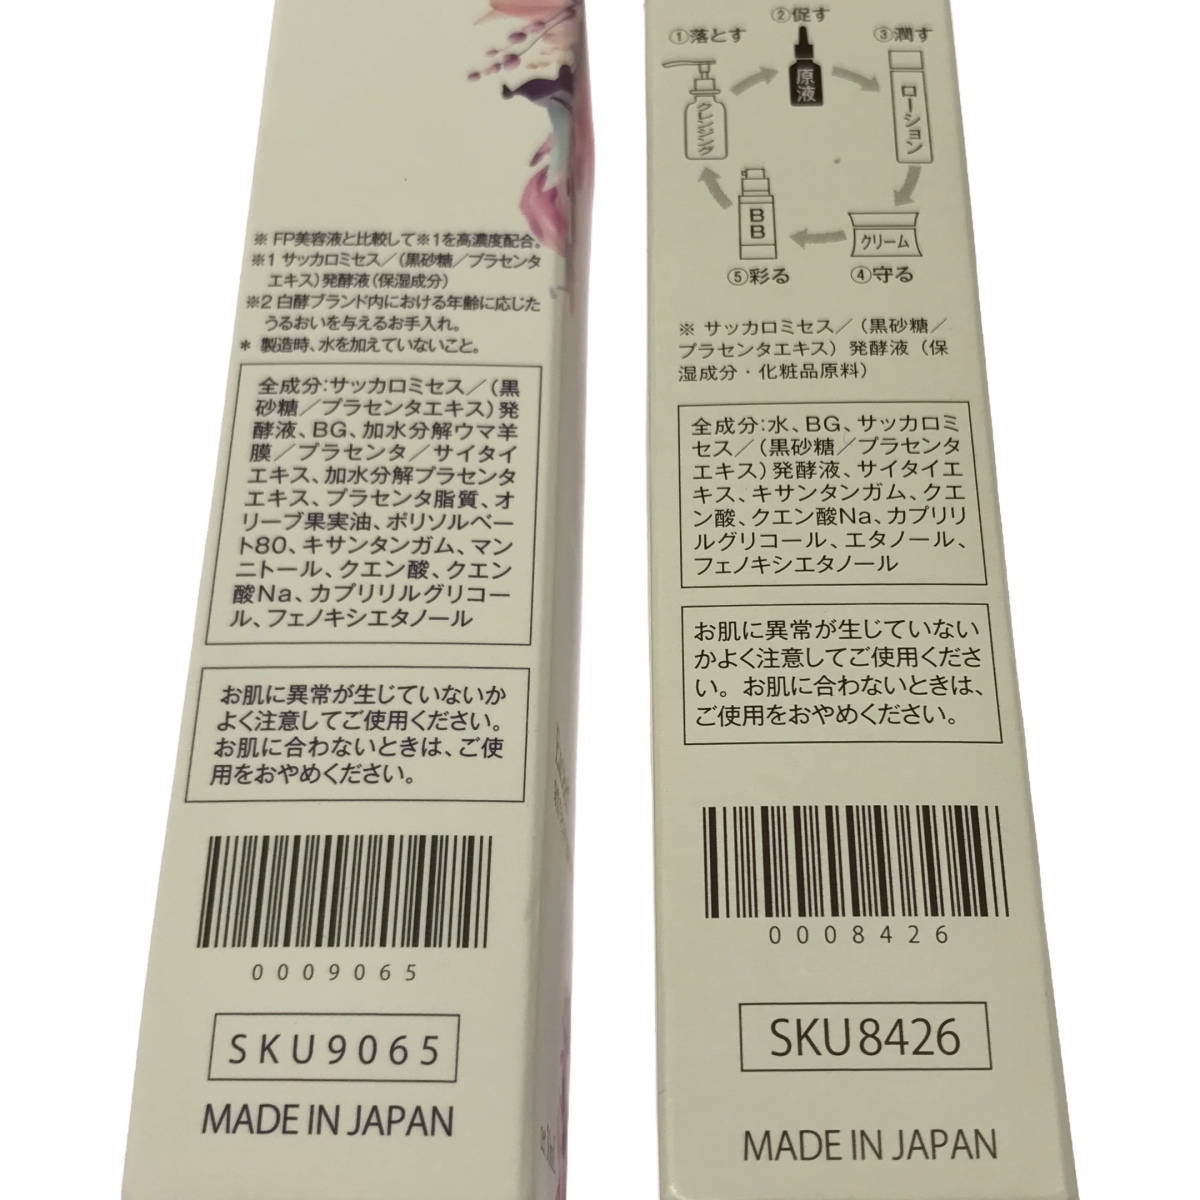 ※ FP美容液と比較して※1を高濃度配合。
※1 サッカロミセス／（黒砂糖／プラセンタ
エキス）発酵液（保湿成分）
※2 白酵ブランド内における年齢に応じた
うるおいを与えるお手入れ。
* 製造時、水を加えていないこと。
全成分：サッカロミセス／（黒
砂糖／プラセンタエキス）発
酵液、BG、加水分解ウマ羊
膜／プラセンタ／サイタイ
エキス、加水分解プラセンタ
エキス、プラセンタ脂質、オ
リーブ果実油、ポリソルベー
ト80、キサンタンガム、マン
ニトール、クエン酸、クエン
酸Na、カプリリルグリコー
ル、フェノキシエタノール
お肌に異常が生じていないか
よく注意してご使用ください。
お肌に合わないときは、ご使
用をおやめください。
0009065
SKU9065
MADE IN JAPAN
②促す
①落とす
③潤す
原液
ローション
クレンジング
BB
クリーム
⑤彩る
④守る
※ サッカロミセス／（黒砂糖／
プラセンタエキス）発酵液（保
湿成分・化粧品原料）
全成分：水、BG、サッカロミ
セス／（黒砂糖／プラセンタ
エキス）発酵液、サイタイエ
キス、キサンタンガム、クエ
ン酸、クエン酸Na、カプリリ
ルグリコール、エタノール、
フェノキシエタノール
お肌に異常が生じていない
かよく注意してご使用くださ
い。お肌に合わないときは、
ご使用をおやめください。
0008426
SKU8426
MADE IN JAPAN